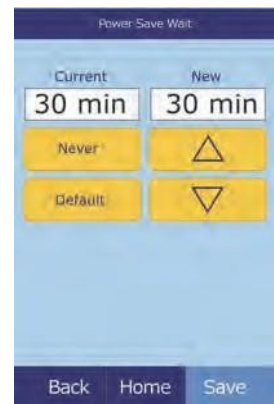 Power Save Wait
Current New
30 min 30 min
Never
Default
Back Home Save